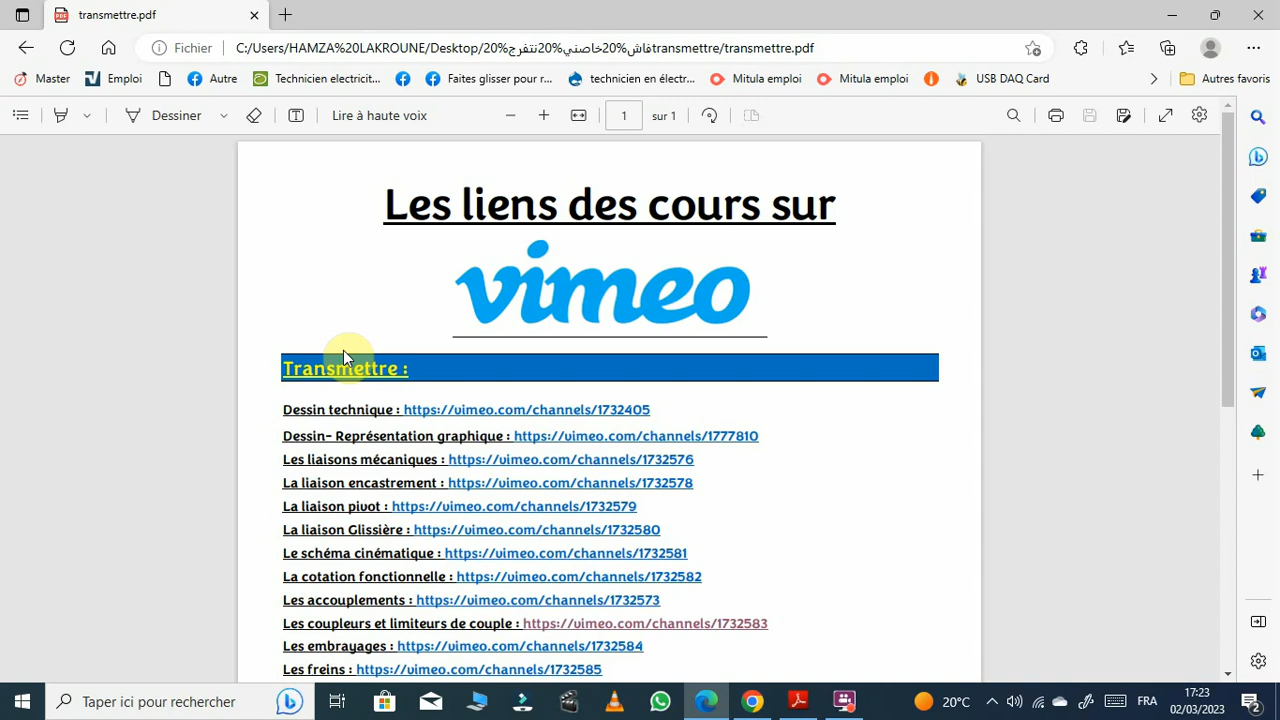 transmettre.pdf
Fichier
C:/Users/HAMZA%20LAKROUNE/Desktop/فاش%20خاصني%20نتفرج%20transmettre/transmettre.pdf
Master
Emploi
Autre
Technicien electricit...
Faites glisser pour r...
technicien en électr...
Mitula emploi
Mitula emploi
USB DAQ Card
Autres favoris
Dessiner
Lire à haute voix
1
sur 1
Les liens des cours sur
vimeo
Transmettre :
Dessin technique : https://vimeo.com/channels/1732405
Dessin- Représentation graphique : https://vimeo.com/channels/1777810
Les liaisons mécaniques : https://vimeo.com/channels/1732576
La liaison encastrement : https://vimeo.com/channels/1732578
La liaison pivot : https://vimeo.com/channels/1732579
La liaison Glissière : https://vimeo.com/channels/1732580
Le schéma cinématique : https://vimeo.com/channels/1732581
La cotation fonctionnelle : https://vimeo.com/channels/1732582
Les accouplements : https://vimeo.com/channels/1732573
Les coupleurs et limiteurs de couple : https://vimeo.com/channels/1732583
Les embrayages : https://vimeo.com/channels/1732584
Les freins : https://vimeo.com/channels/1732585
Taper ici pour rechercher
20°C
FRA
17:23
02/03/2023
2